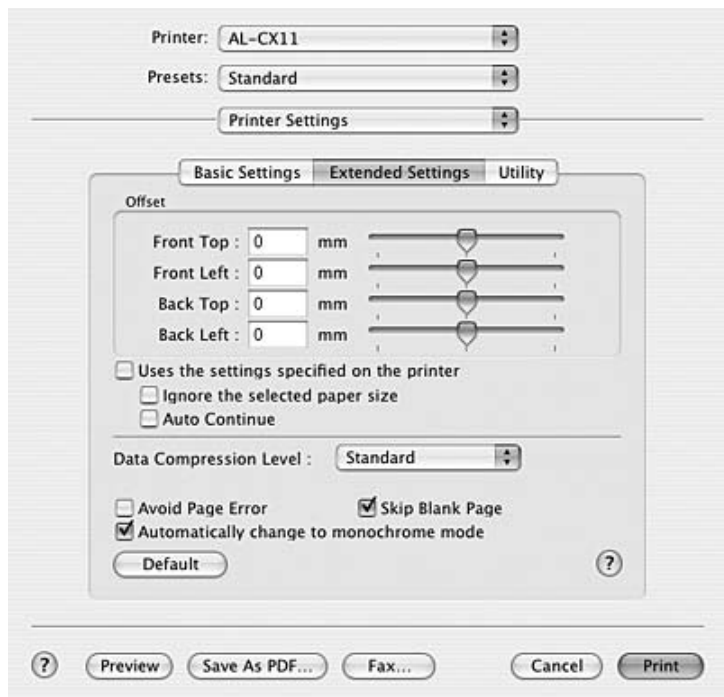 Printer: AL-CX11
Presets: Standard
Printer Settings
Basic Settings Extended Settings Utility
Offset
Front Top : 0 mm
Front Left : 0 mm
Back Top : 0 mm
Back Left : 0 mm
Uses the settings specified on the printer
Ignore the selected paper size
Auto Continue
Data Compression Level : Standard
Avoid Page Error Skip Blank Page
Automatically change to monochrome mode
Default ?
? Preview Save As PDF... Fax... Cancel Print